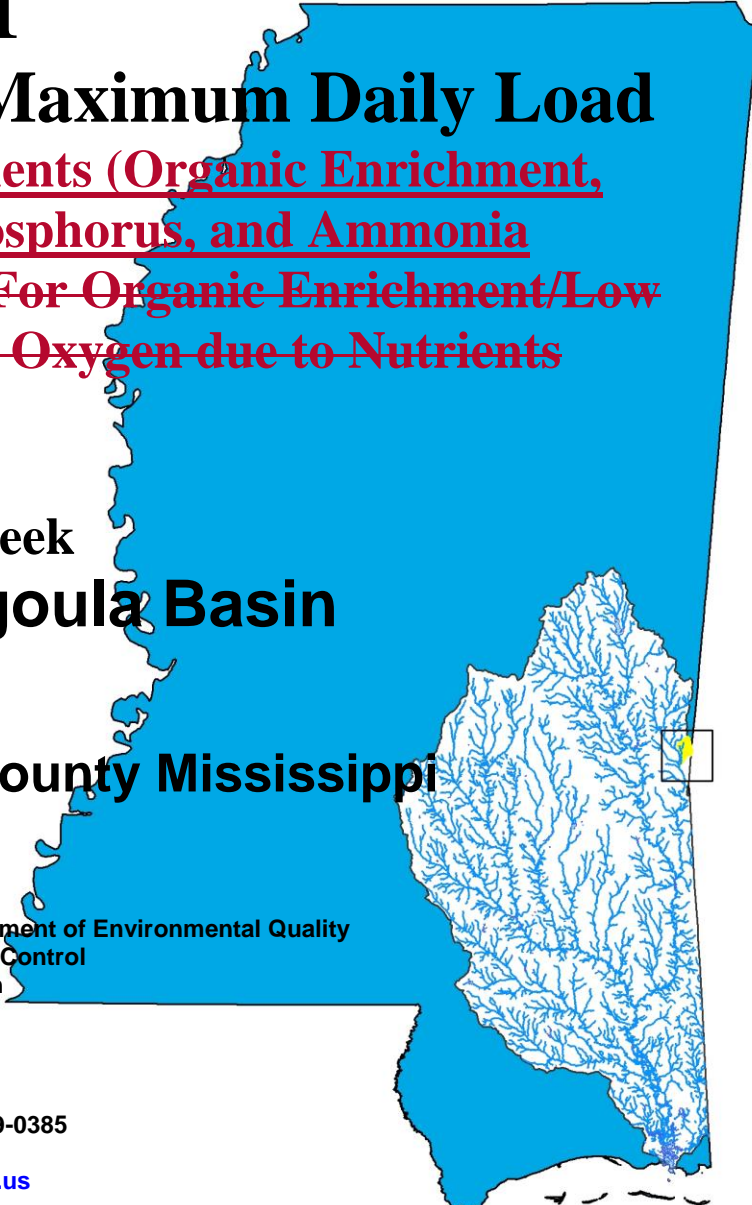 Maximum Daily Load
ents (Organic Enrichment,
osphorus, and Ammonia
For Organic Enrichment/Low
Oxygen due to Nutrients
eek
goula Basin
ounty Mississippi
ment of Environmental Quality
Control
9-0385
.us